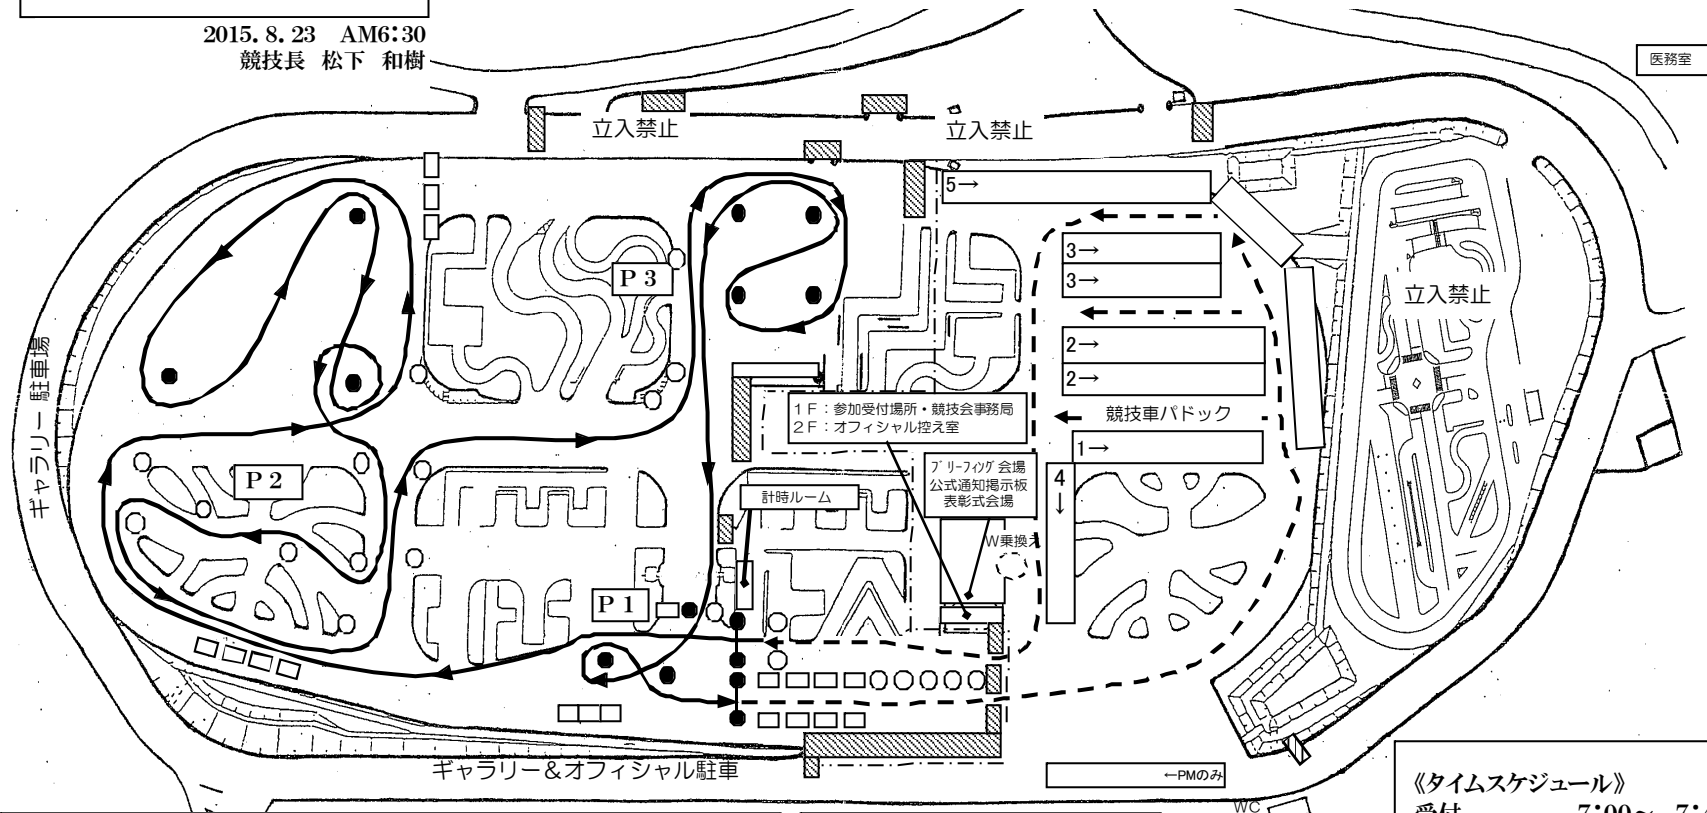 2015.8.23 AM6:30
競技長 松下 和樹
医務室
立入禁止
立入禁止
5→
3→
3→
P 3
立入禁止
ギャラリー駐車場
2→
2→
1F：参加受付場所・競技会事務局
2F：オフィシャル控え室
競技車パドック
1→
ﾌﾞﾘｰﾌｨﾝｸﾞ会場
公式通知掲示板
表彰式会場
4→
P 2
計時ルーム
W乗換え
P 1
ギャラリー&オフィシャル駐車
←PMのみ
WC
《タイムスケジュール》
受付 7:00～